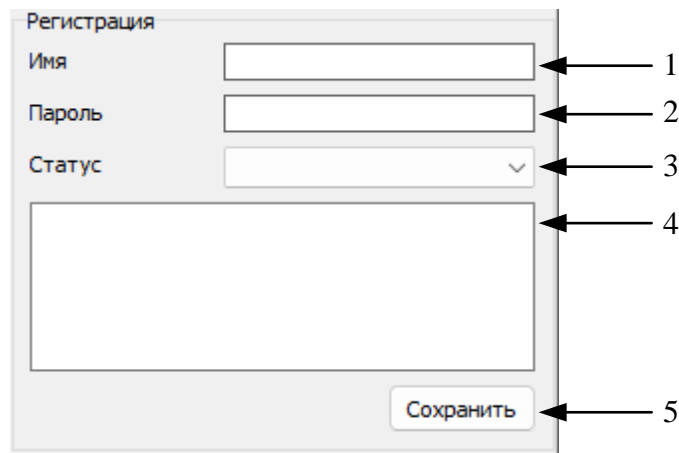 Регистрация
Имя 1
Пароль 2
Статус 3
4
Сохранить 5